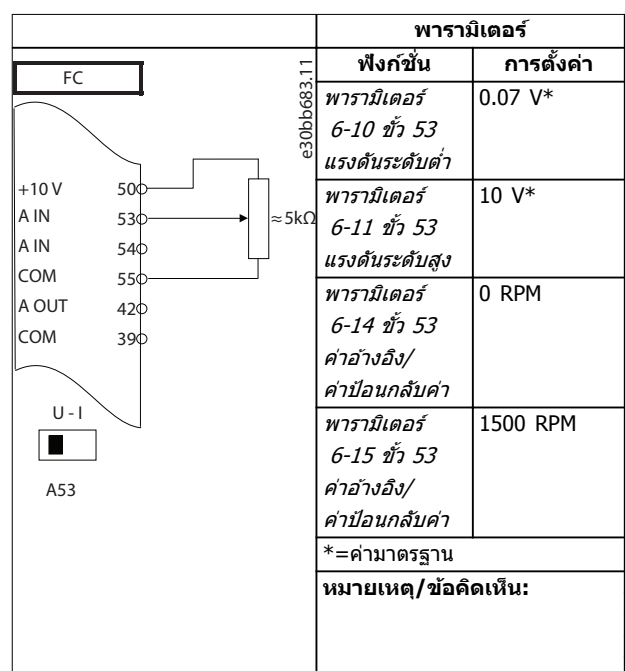 พารามิเตอร์
ฟังก์ชั่น
การตั้งค่า
พารามิเตอร์
6-10 ขั้ว 53
แรงดันระดับต่ำ
0.07 V*
พารามิเตอร์
6-11 ขั้ว 53
แรงดันระดับสูง
10 V*
พารามิเตอร์
6-14 ขั้ว 53
ค่าอ้างอิง/
ค่าป้อนกลับค่า
0 RPM
พารามิเตอร์
6-15 ขั้ว 53
ค่าอ้างอิง/
ค่าป้อนกลับค่า
1500 RPM
*=ค่ามาตรฐาน
หมายเหตุ/ข้อคิดเห็น:
FC
e30bb683.11
+10 V 50
A IN 53
≈5kΩ
A IN 54
COM 55
A OUT 42
COM 39
U - I
A53